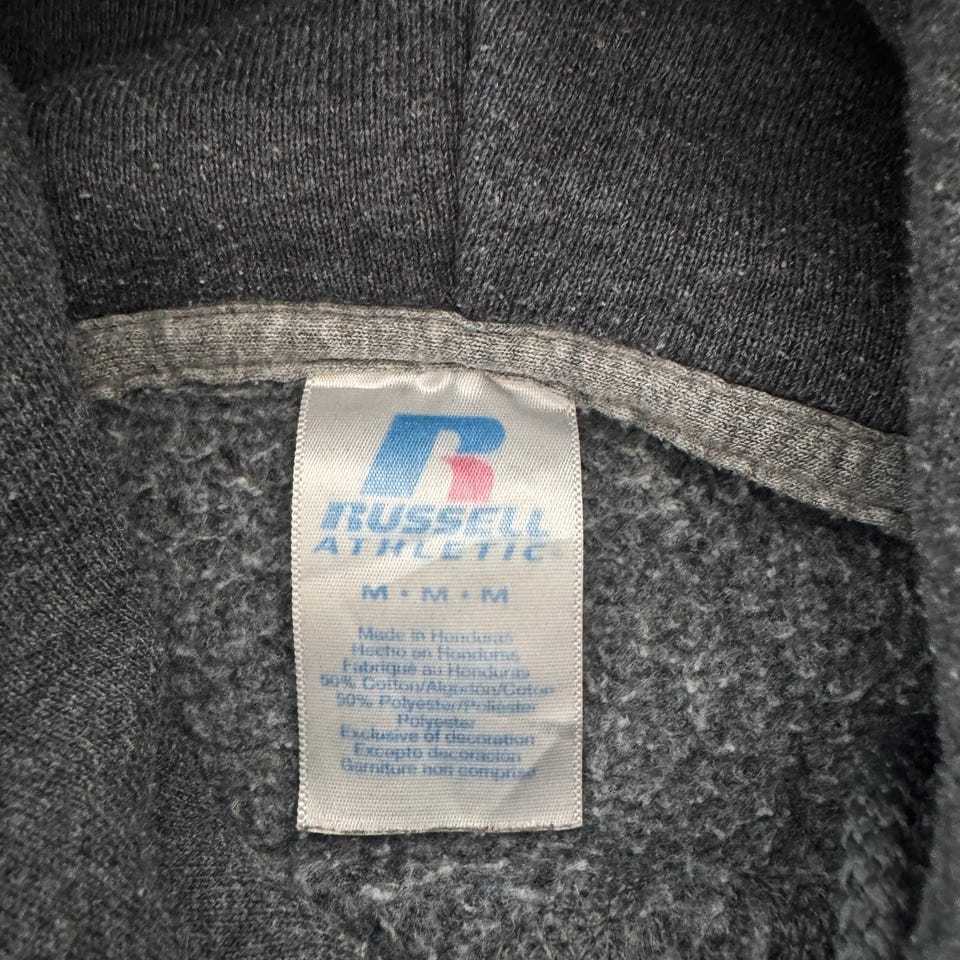 R
RUSSELL
ATHLETIC
M • M • M
Made in Honduras
Hecho en Honduras
Fabriqué au Honduras
50% Cotton/Algodón/Coton
50% Polyester/Poliéster
Polyester
Exclusive of decoration
Excepto decoración
Garniture non comprise